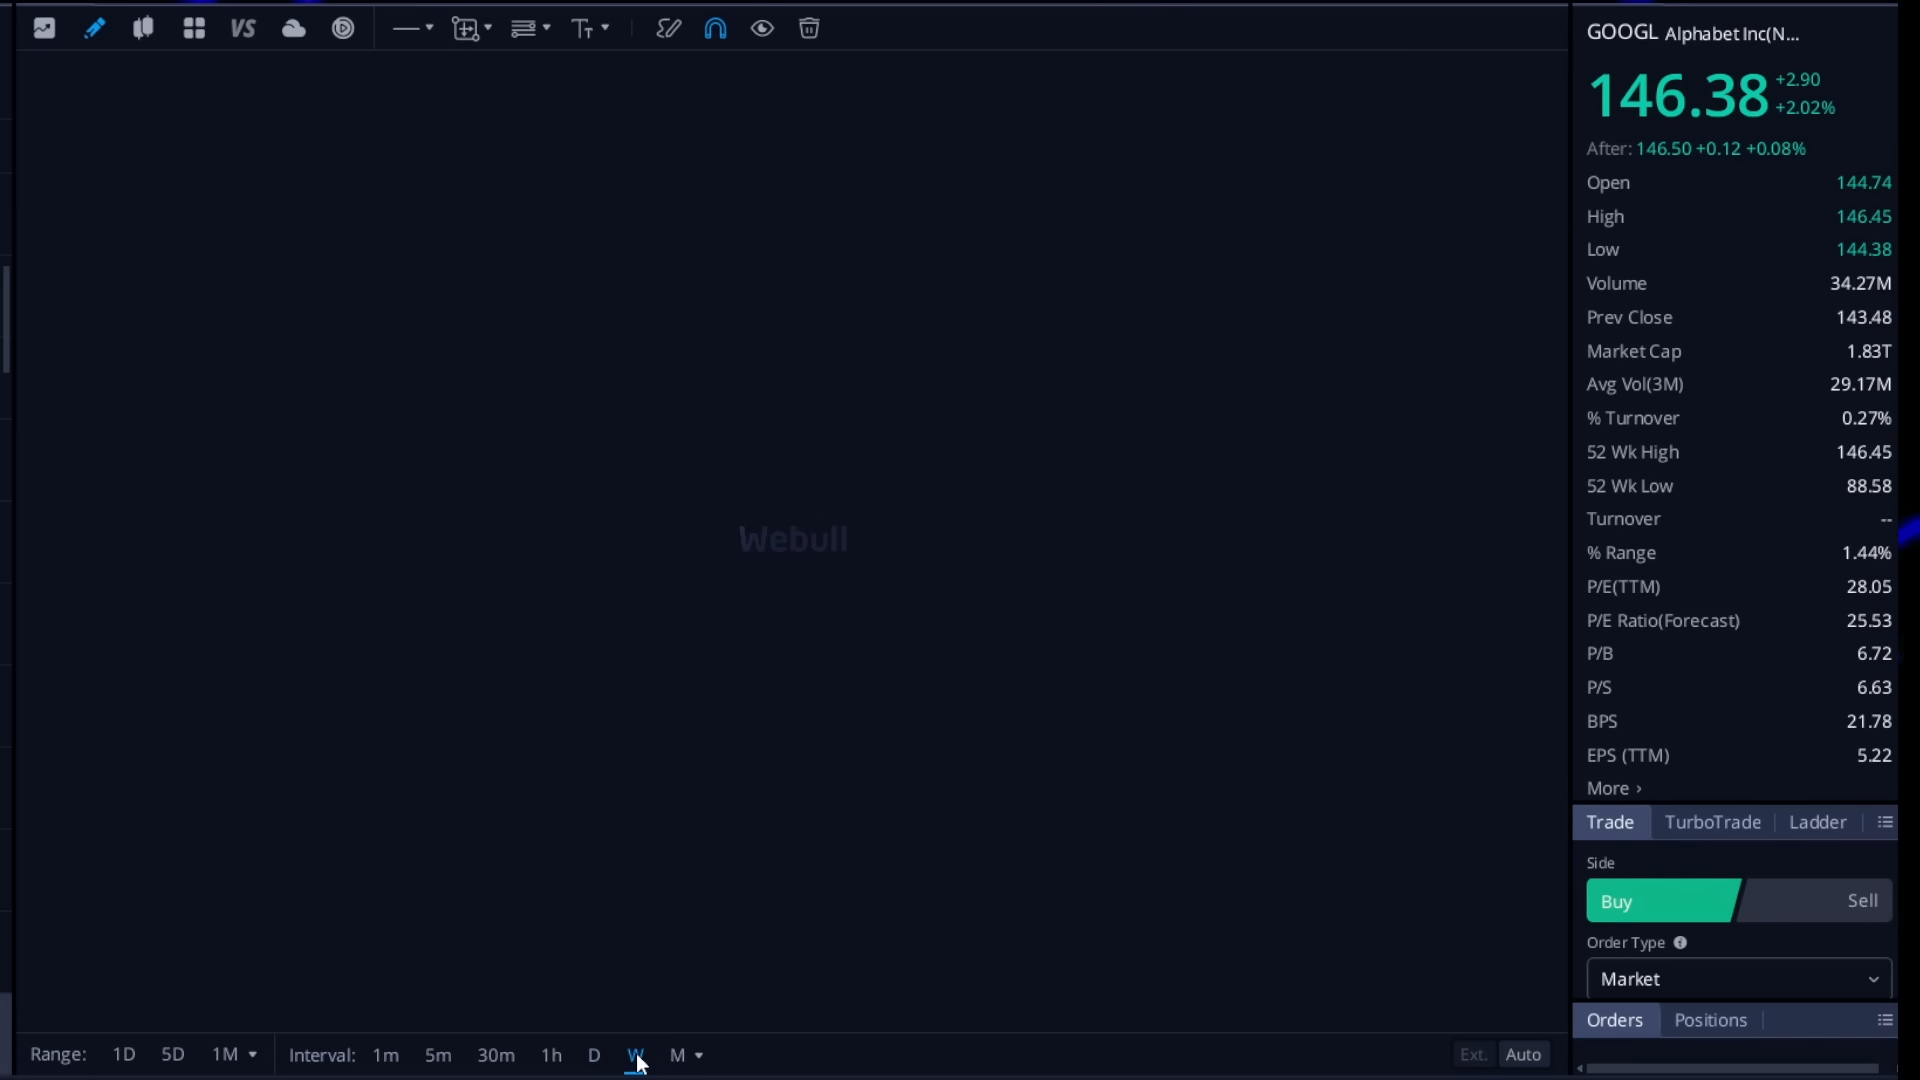 VS
GOOGL Alphabet Inc(N...
146.38
+2.90
+2.02%
After: 146.50 +0.12 +0.08%
Open 144.74
High 146.45
Low 144.38
Volume 34.27M
Prev Close 143.48
Market Cap 1.83T
Avg Vol(3M) 29.17M
% Turnover 0.27%
52 Wk High 146.45
52 Wk Low 88.58
Turnover --
% Range 1.44%
P/E(TTM) 28.05
P/E Ratio(Forecast) 25.53
P/B 6.72
P/S 6.63
BPS 21.78
EPS (TTM) 5.22
More ›
Webull
Trade TurboTrade Ladder
Side
Buy Sell
Order Type
Market
Orders Positions
Range: 1D 5D 1M Interval: 1m 5m 30m 1h D W M Ext. Auto